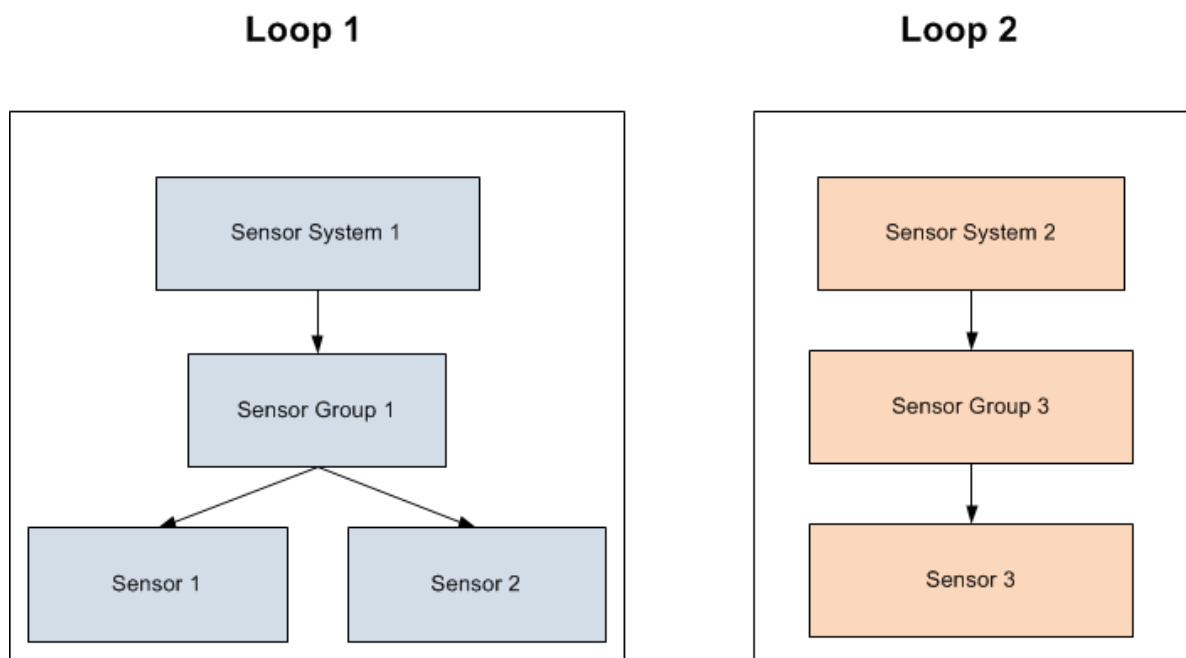 Loop 1
Loop 2
Sensor System 1
Sensor Group 1
Sensor 1
Sensor 2
Sensor System 2
Sensor Group 3
Sensor 3